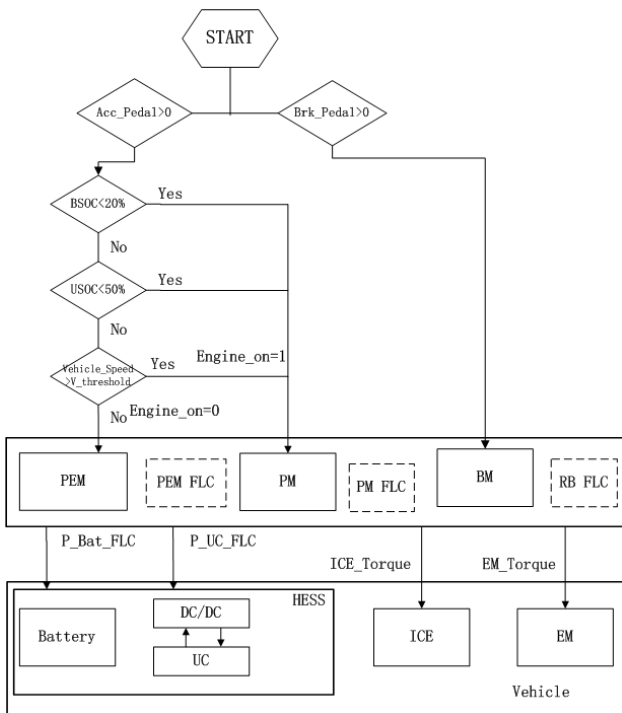 START
Acc_Pedal>0
Brk_Pedal>0
BSOC<20%
Yes
No
USOC<50%
Yes
No
Vehicle_Speed
>V_threshold
Yes
Engine_on=1
No
Engine_on=0
PEM
PEM FLC
PM
PM FLC
BM
RB FLC
P_Bat_FLC
P_UC_FLC
ICE_Torque
EM_Torque
HESS
Battery
DC/DC
UC
ICE
EM
Vehicle